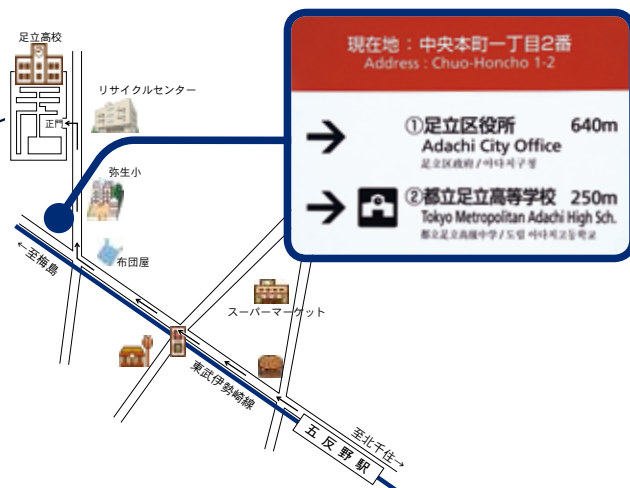 足立高校
リサイクルセンター
正門
弥生小
布団屋
←至梅島
スーパーマーケット
東武伊勢崎線
至北千住→
五反野駅
現在地：中央本町一丁目2番
Address : Chuo-Honcho 1-2
①足立区役所 640m
Adachi City Office
足立区政府 / 아다치구청
②都立足立高等学校 250m
Tokyo Metropolitan Adachi High Sch.
都立足立高级中学 / 도립 아다치고등학교